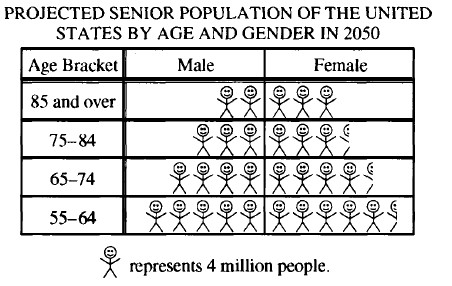 PROJECTED SENIOR POPULATION OF THE UNITED
STATES BY AGE AND GENDER IN 2050
Age Bracket Male Female
85 and over
75–84
65–74
55–64
represents 4 million people.